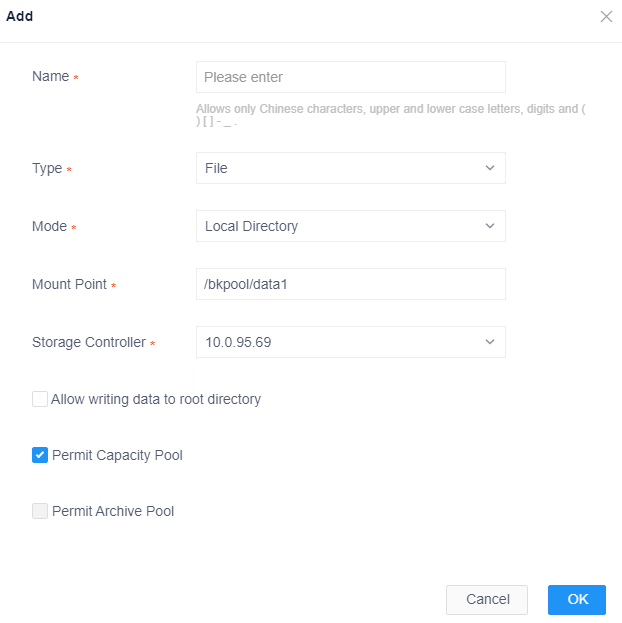 Add
Name *
Please enter
Allows only Chinese characters, upper and lower case letters, digits and (
) [ ] - _ .
Type *
File
Mode *
Local Directory
Mount Point *
/bkpool/data1
Storage Controller *
10.0.95.69
Allow writing data to root directory
Permit Capacity Pool
Permit Archive Pool
Cancel
OK